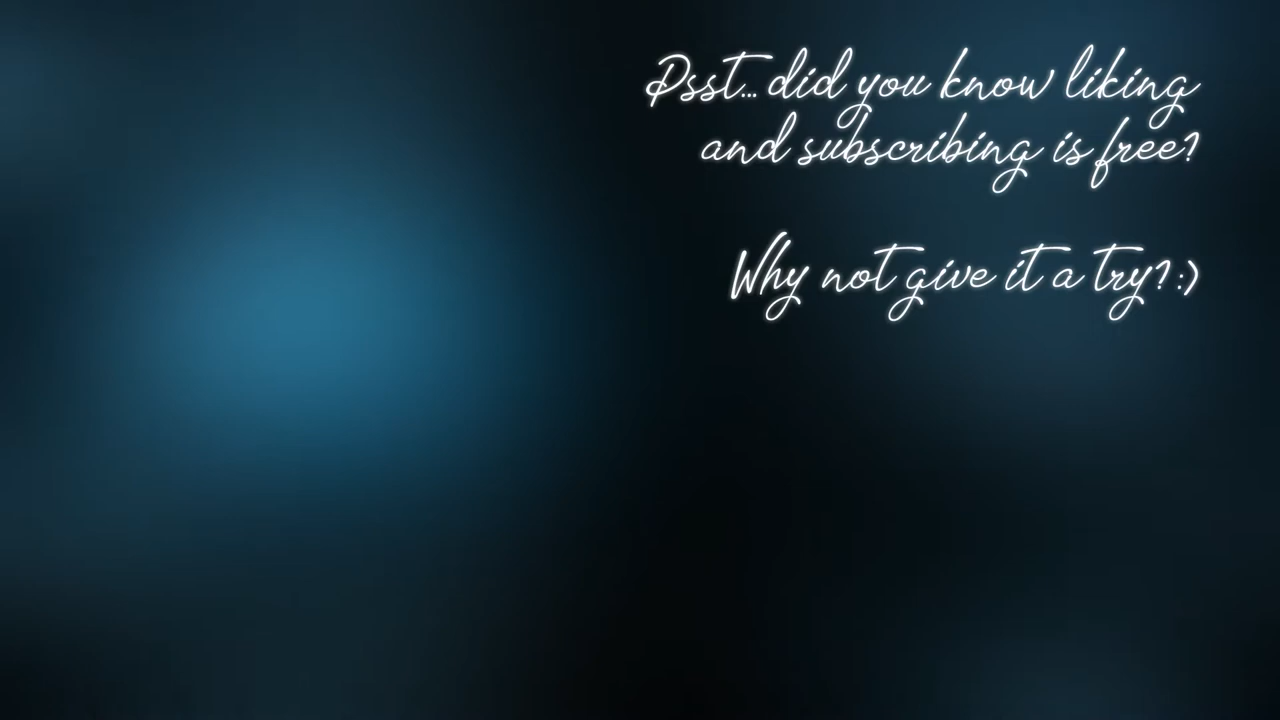 Psst... did you know liking
and subscribing is free?
Why not give it a try? :)